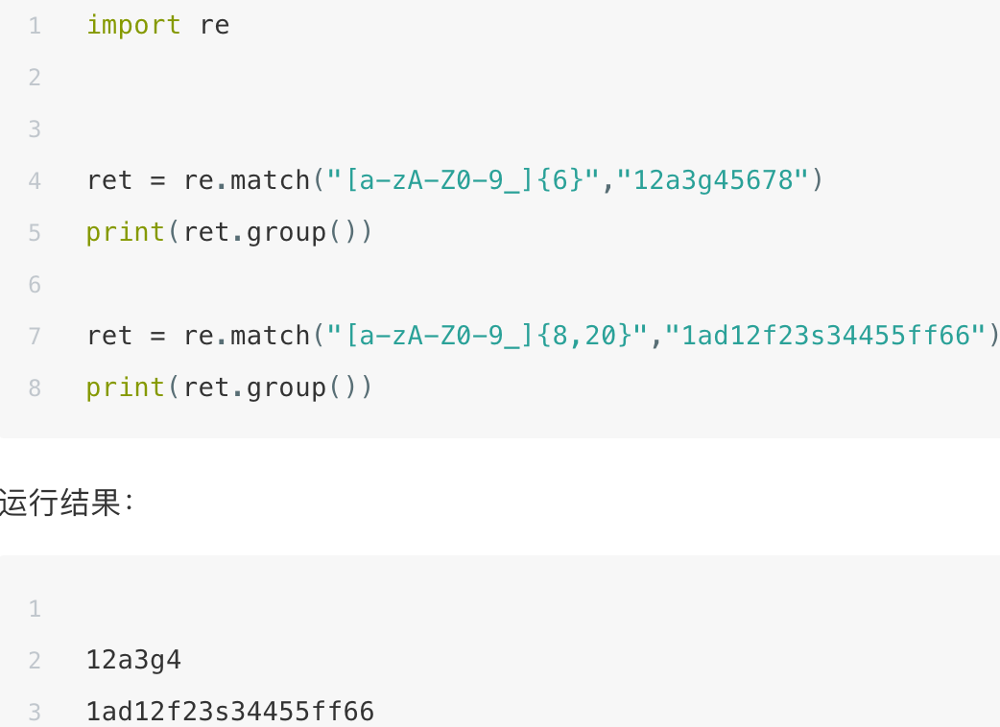 1 import re
2
3
4 ret = re.match("[a-zA-Z0-9_]{6}","12a3g45678")
5 print(ret.group())
6
7 ret = re.match("[a-zA-Z0-9_]{8,20}","1ad12f23s34455ff66")
8 print(ret.group())
运行结果：
1
2 12a3g4
3 1ad12f23s34455ff66